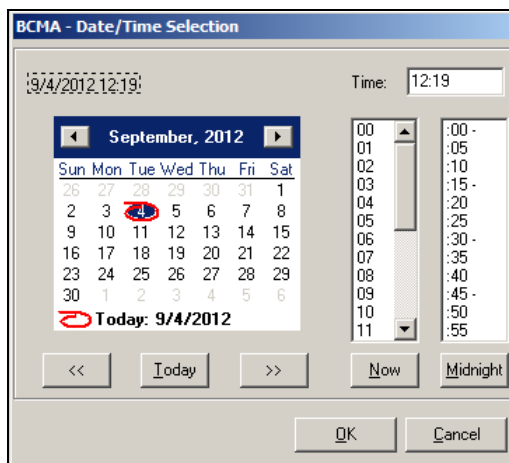 BCMA - Date/Time Selection
9/4/2012 12:19
Time: 12:19
September, 2012
Sun Mon Tue Wed Thu Fri Sat
26 27 28 29 30 31 1
2 3 4 5 6 7 8
9 10 11 12 13 14 15
16 17 18 19 20 21 22
23 24 25 26 27 28 29
30 1 2 3 4 5 6
Today: 9/4/2012
00
01
02
03
04
05
06
07
08
09
10
11
:00 -
:05
:10
:15 -
:20
:25
:30 -
:35
:40
:45 -
:50
:55
<< Today >> Now Midnight
OK Cancel